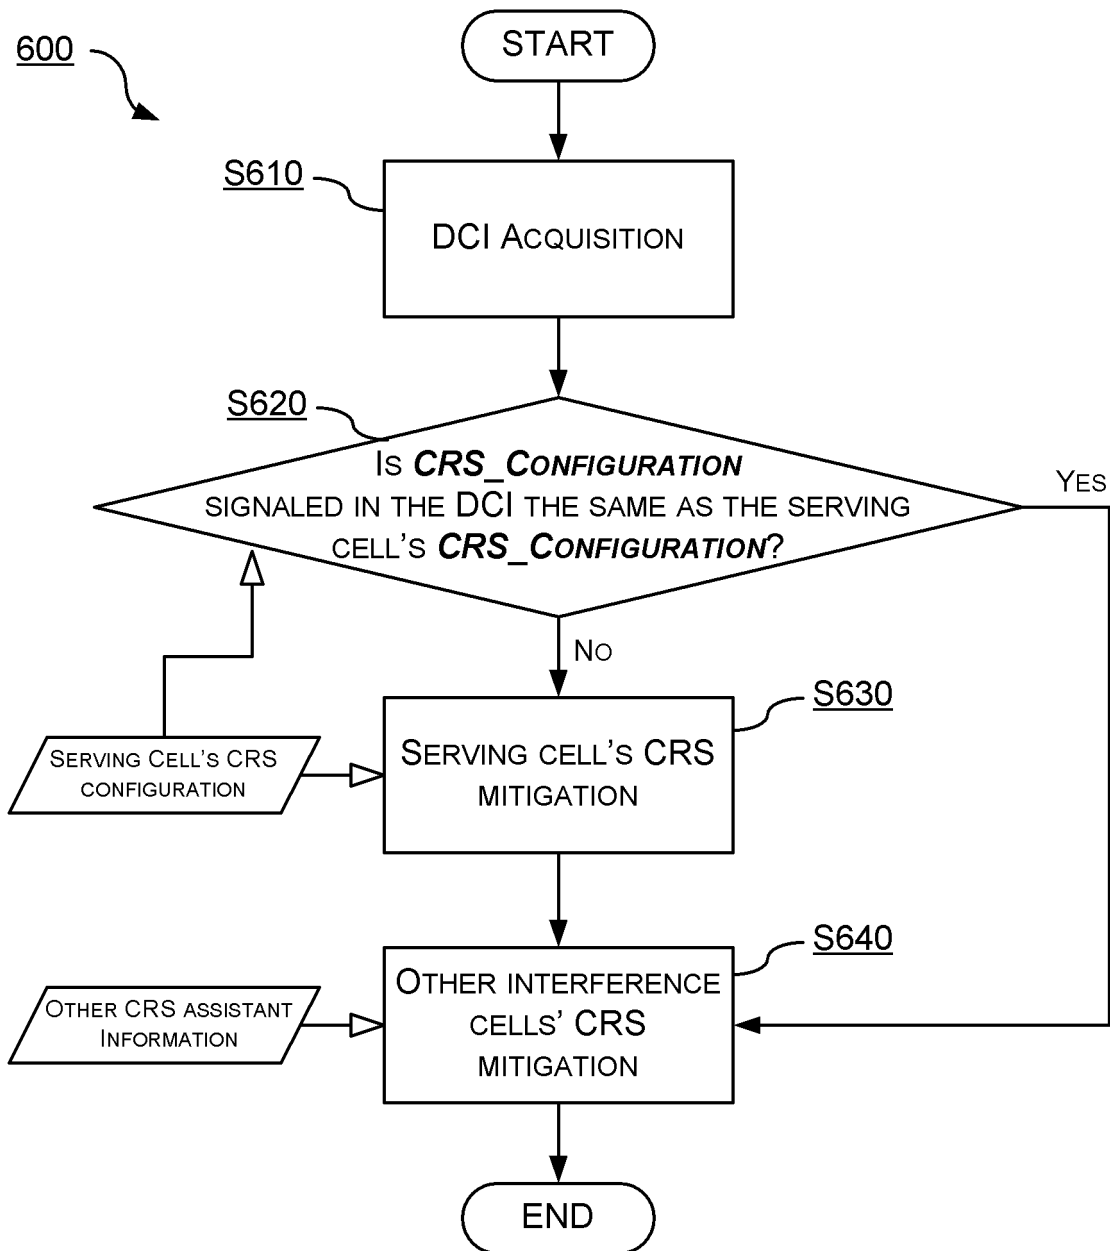 START
600
S610
DCI ACQUISITION
S620
IS CRS_CONFIGURATION
SIGNALED IN THE DCI THE SAME AS THE SERVING
CELL'S CRS_CONFIGURATION?
YES
NO
S630
SERVING CELL'S CRS
CONFIGURATION
SERVING CELL'S CRS
MITIGATION
S640
OTHER CRS ASSISTANT
INFORMATION
OTHER INTERFERENCE
CELLS' CRS
MITIGATION
END